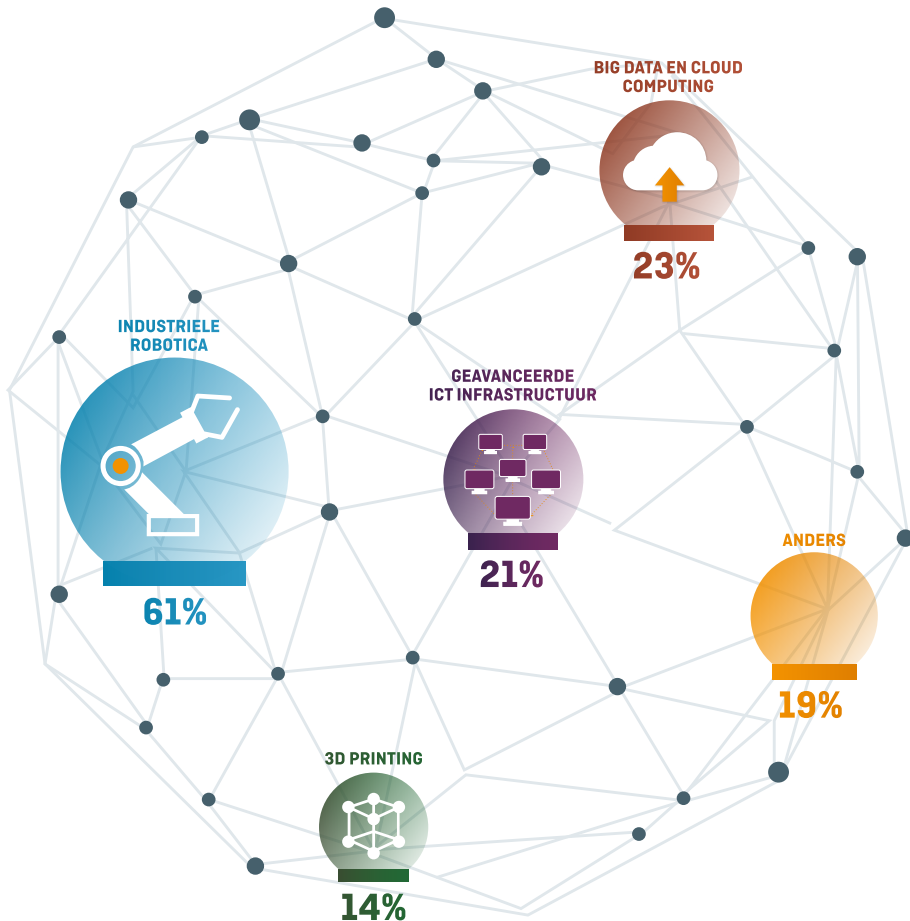 BIG DATA EN CLOUD
COMPUTING
23%
INDUSTRIELE
ROBOTICA
61%
GEAVANCEERDE
ICT INFRASTRUCTUUR
21%
ANDERS
19%
3D PRINTING
14%